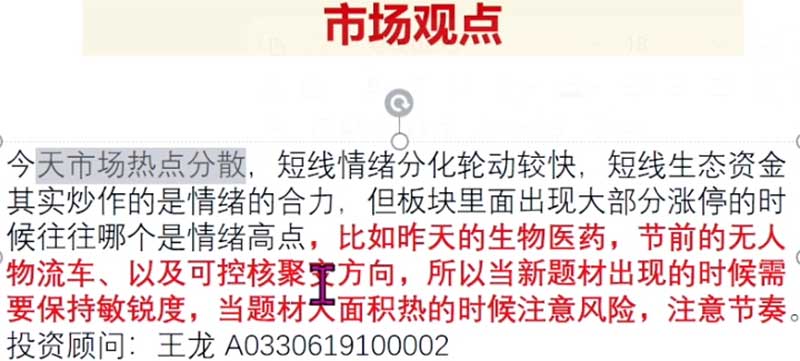 市场观点
今天市场热点分散，短线情绪分化轮动较快，短线生态资金
其实炒作的是情绪的合力，但板块里面出现大部分涨停的时
候往往哪个是情绪高点，比如昨天的生物医药，节前的无人
物流车、以及可控核聚变方向，所以当新题材出现的时候需
要保持敏锐度，当题材大面积热的时候注意风险，注意节奏。
投资顾问：王龙 A0330619100002